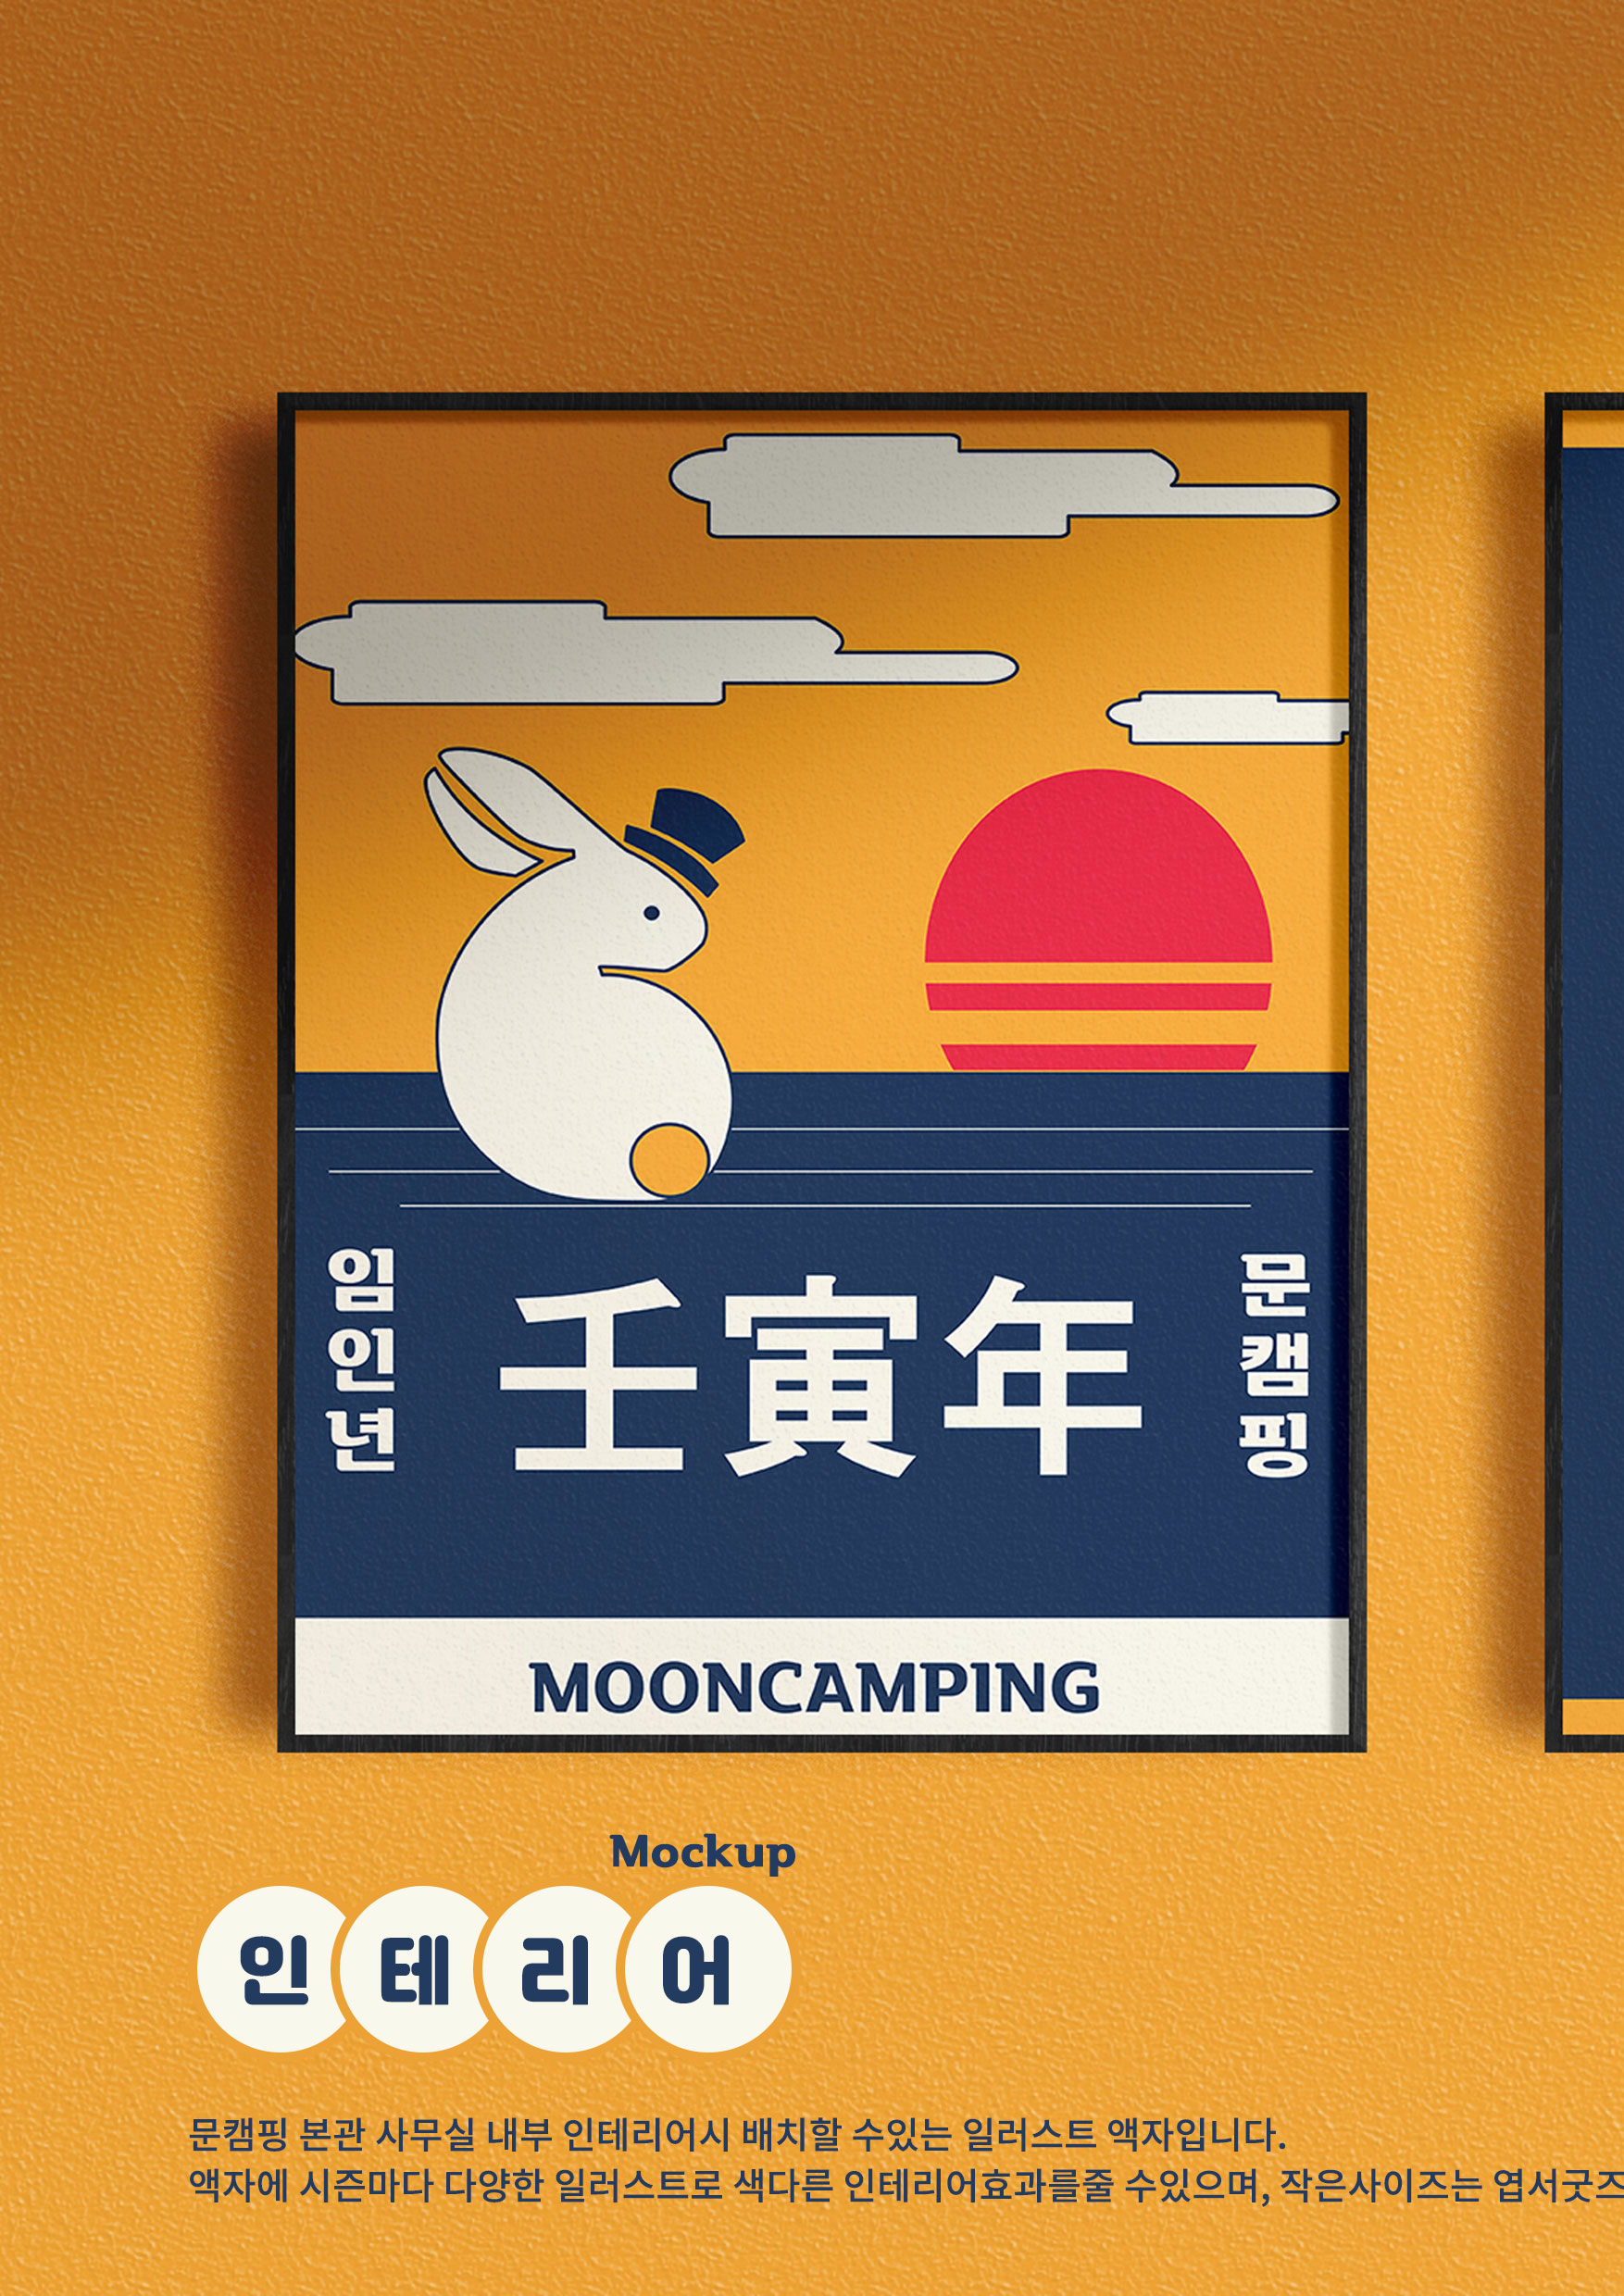 임인년
壬寅年
문캠핑
MOONCAMPING
Mockup
인테리어
문캠핑 본관 사무실 내부 인테리어시 배치할 수있는 일러스트 액자입니다.
액자에 시즌마다 다양한 일러스트로 색다른 인테리어효과를줄 수있으며, 작은사이즈는 엽서굿즈